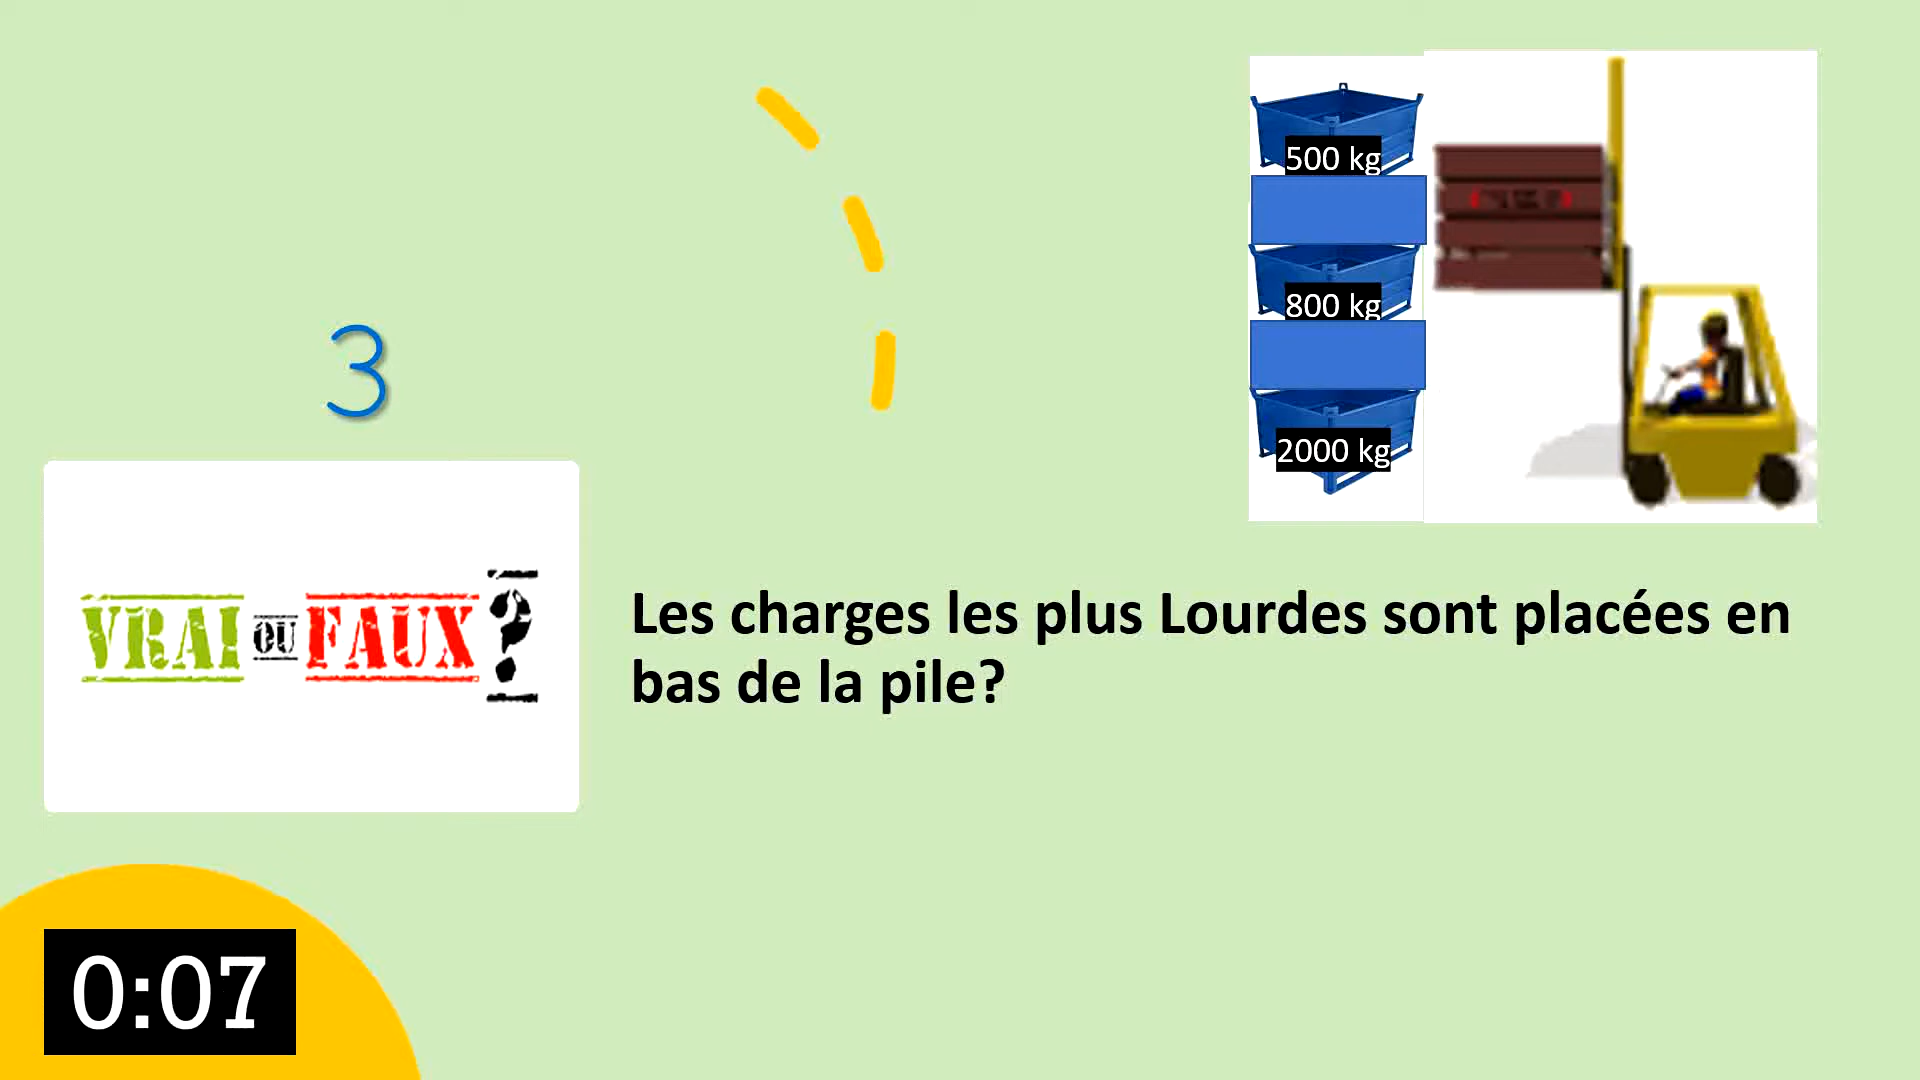 500 kg
800 kg
2000 kg
3
VRAI OU FAUX ?
Les charges les plus Lourdes sont placées en
bas de la pile?
0:07